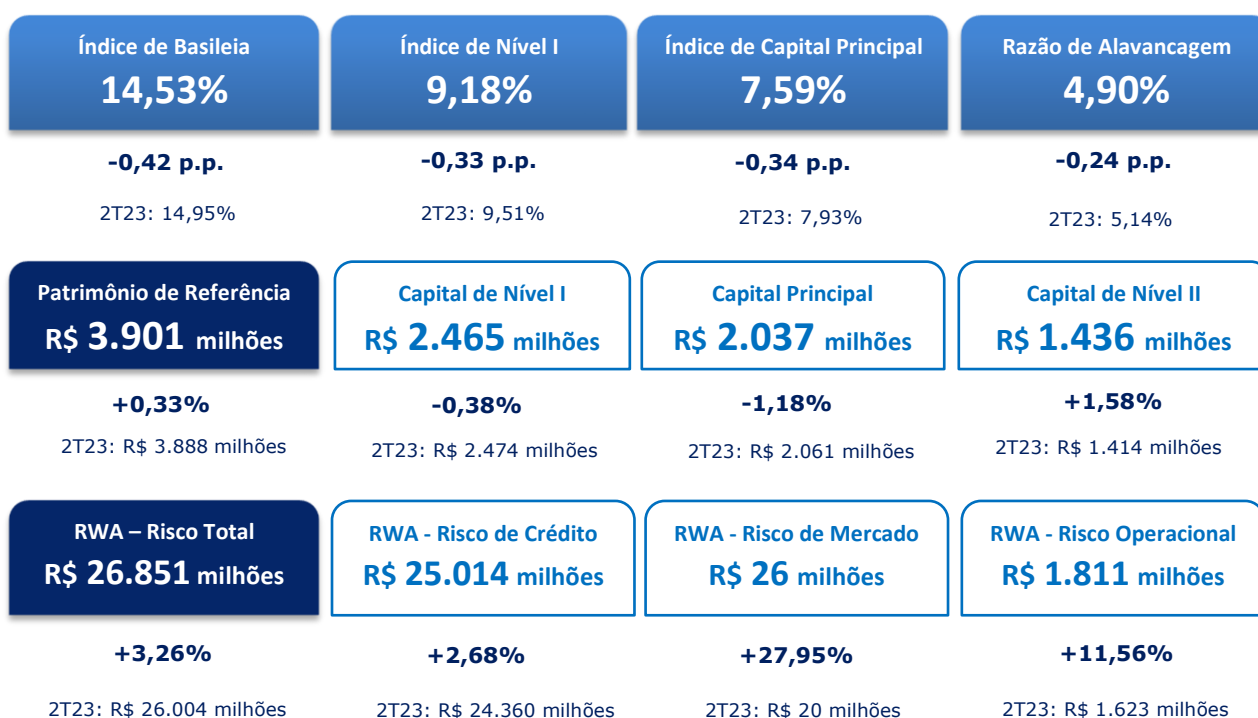 Índice de Basileia
14,53%
Índice de Nível I
9,18%
Índice de Capital Principal
7,59%
Razão de Alavancagem
4,90%
-0,42 p.p.
-0,33 p.p.
-0,34 p.p.
-0,24 p.p.
2T23: 14,95%
2T23: 9,51%
2T23: 7,93%
2T23: 5,14%
Patrimônio de Referência
R$ 3.901 milhões
Capital de Nível I
R$ 2.465 milhões
Capital Principal
R$ 2.037 milhões
Capital de Nível II
R$ 1.436 milhões
+0,33%
-0,38%
-1,18%
+1,58%
2T23: R$ 3.888 milhões
2T23: R$ 2.474 milhões
2T23: R$ 2.061 milhões
2T23: R$ 1.414 milhões
RWA – Risco Total
R$ 26.851 milhões
RWA - Risco de Crédito
R$ 25.014 milhões
RWA - Risco de Mercado
R$ 26 milhões
RWA - Risco Operacional
R$ 1.811 milhões
+3,26%
+2,68%
+27,95%
+11,56%
2T23: R$ 26.004 milhões
2T23: R$ 24.360 milhões
2T23: R$ 20 milhões
2T23: R$ 1.623 milhões